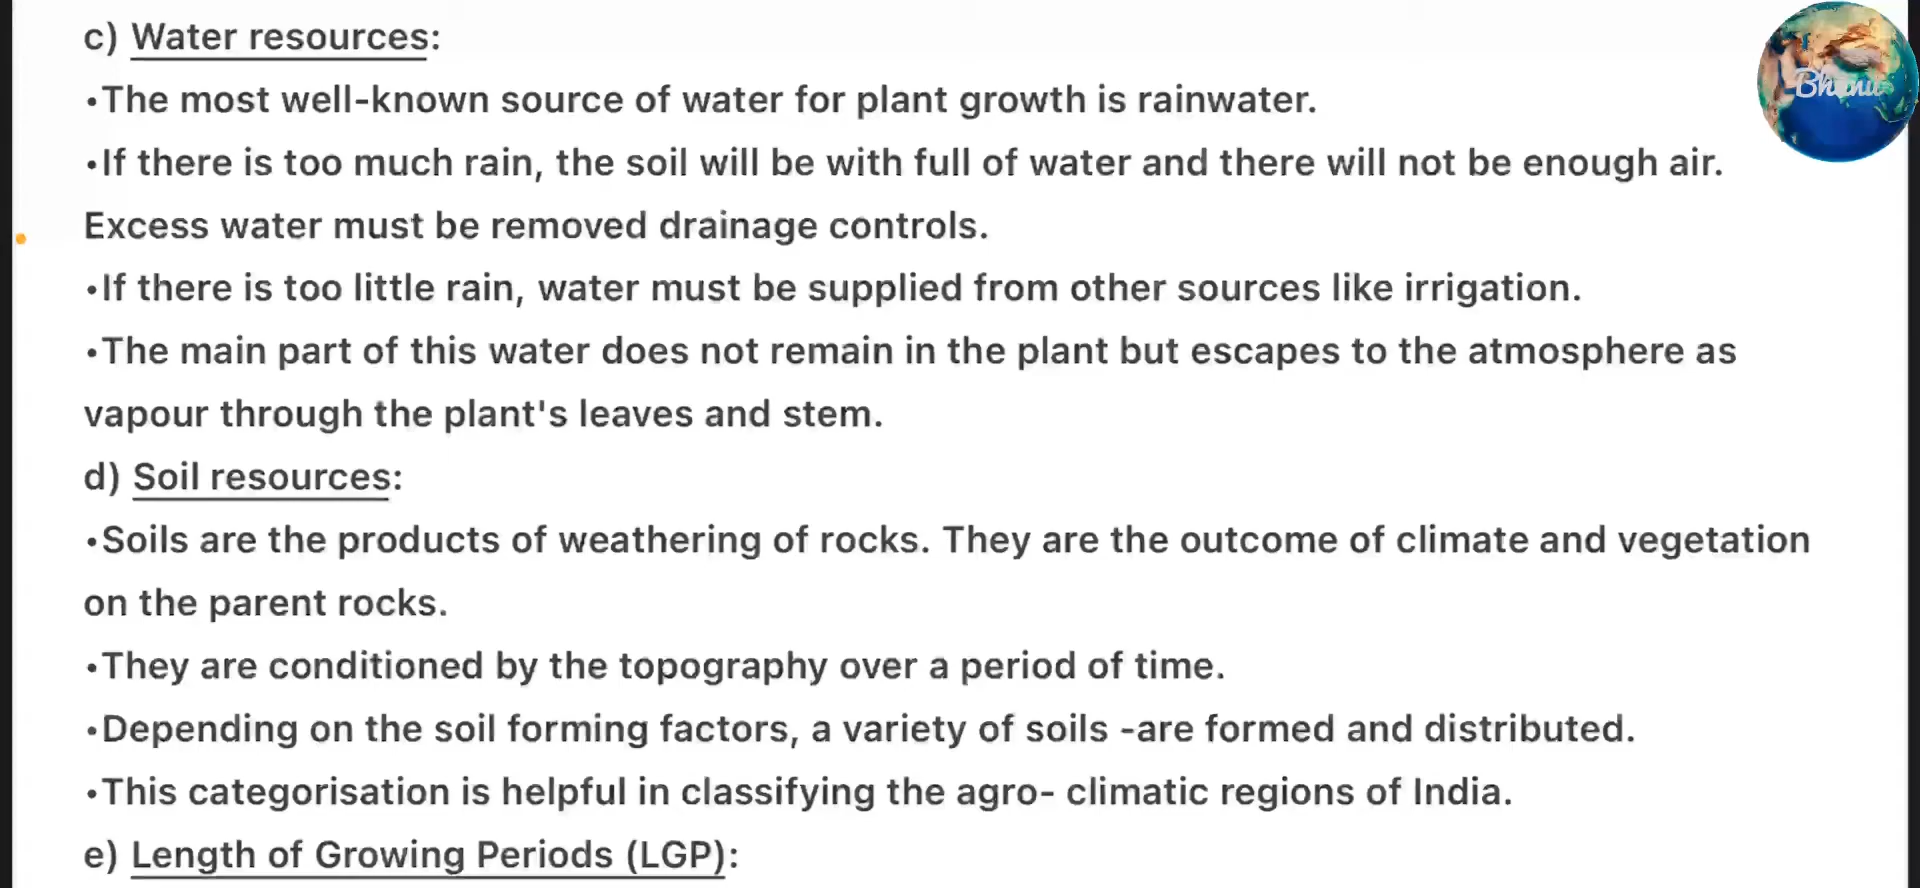 c) Water resources:
•The most well-known source of water for plant growth is rainwater.
•If there is too much rain, the soil will be with full of water and there will not be enough air.
Excess water must be removed drainage controls.
•If there is too little rain, water must be supplied from other sources like irrigation.
•The main part of this water does not remain in the plant but escapes to the atmosphere as
vapour through the plant's leaves and stem.
d) Soil resources:
•Soils are the products of weathering of rocks. They are the outcome of climate and vegetation
on the parent rocks.
•They are conditioned by the topography over a period of time.
•Depending on the soil forming factors, a variety of soils -are formed and distributed.
•This categorisation is helpful in classifying the agro- climatic regions of India.
e) Length of Growing Periods (LGP):